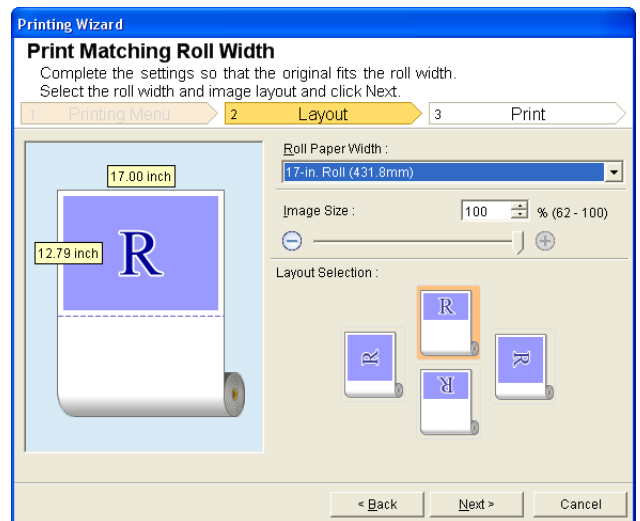 Printing Wizard
Print Matching Roll Width
Complete the settings so that the original fits the roll width.
Select the roll width and image layout and click Next.
1 Printing Menu 2 Layout 3 Print
Roll Paper Width :
17-in. Roll (431.8mm)
17.00 inch
12.79 inch
R
Image Size : 100 % (62 - 100)
Layout Selection :
R
R
R
R
< Back Next > Cancel